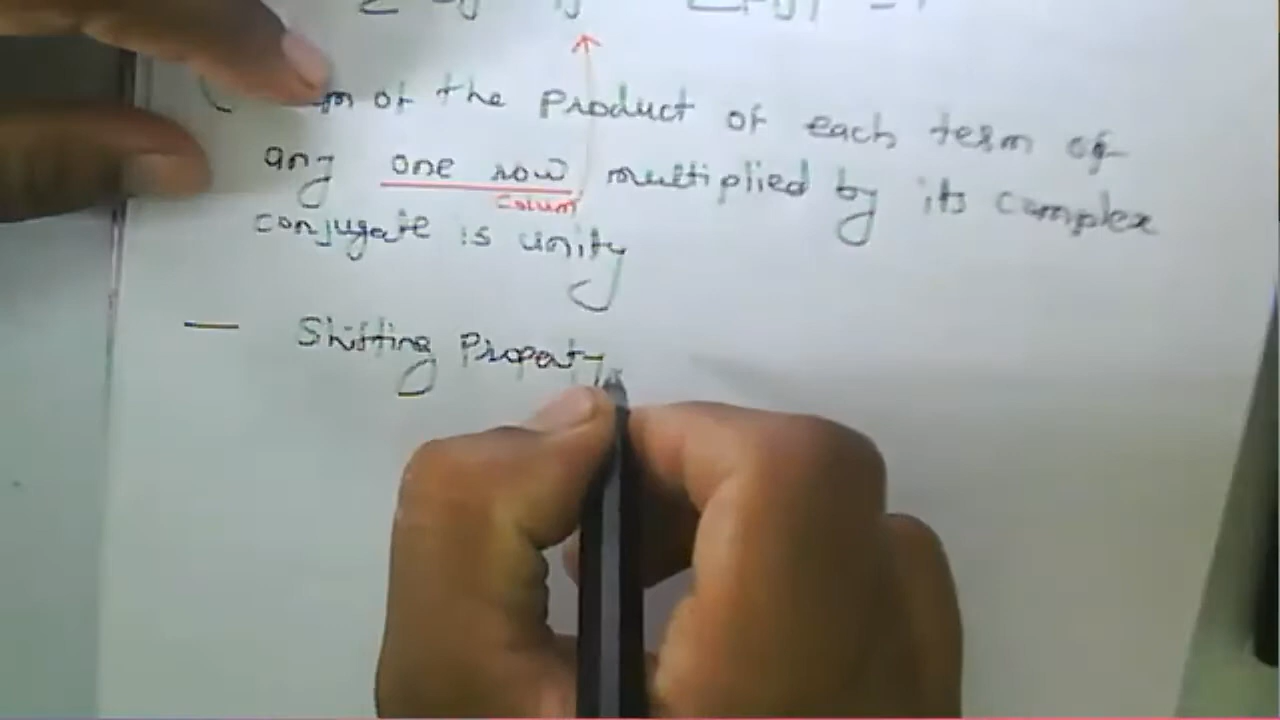 of the product of each term of
any one row multiplied by its complex
colum
conjugate is unity
— Shifting Property